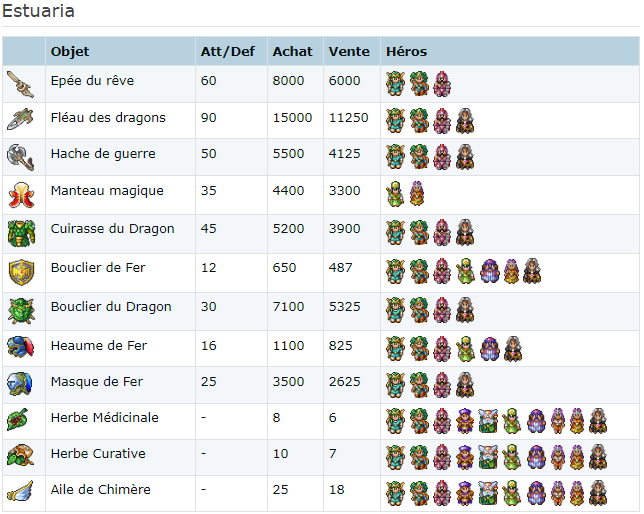 Estuaria
Objet Att/Def Achat Vente Héros
Epée du rêve 60 8000 6000
Fléau des dragons 90 15000 11250
Hache de guerre 50 5500 4125
Manteau magique 35 4400 3300
Cuirasse du Dragon 45 5200 3900
Bouclier de Fer 12 650 487
Bouclier du Dragon 30 7100 5325
Heaume de Fer 16 1100 825
Masque de Fer 25 3500 2625
Herbe Médicinale - 8 6
Herbe Curative - 10 7
Aile de Chimère - 25 18